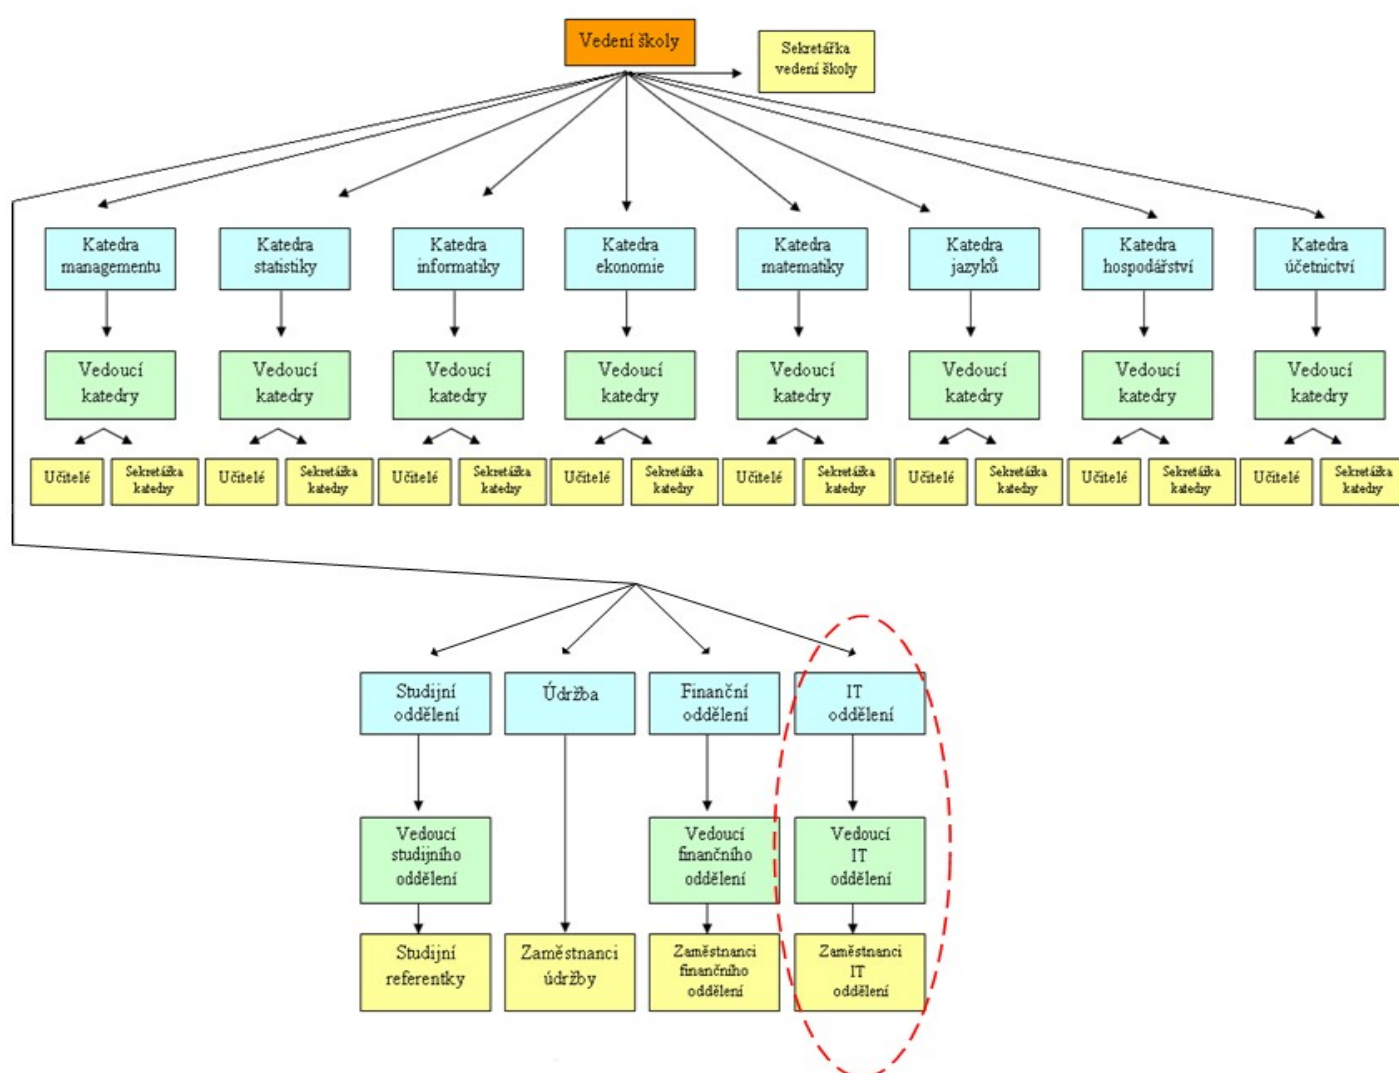 Vedení školy
Sekretářka
vedení školy
Katedra
managementu
Katedra
statistiky
Katedra
informatiky
Katedra
ekonomie
Katedra
matematiky
Katedra
jazyků
Katedra
hospodářství
Katedra
účetnictví
Vedoucí
katedry
Vedoucí
katedry
Vedoucí
katedry
Vedoucí
katedry
Vedoucí
katedry
Vedoucí
katedry
Vedoucí
katedry
Vedoucí
katedry
Učitelé
Sekretářka
katedry
Učitelé
Sekretářka
katedry
Učitelé
Sekretářka
katedry
Učitelé
Sekretářka
katedry
Učitelé
Sekretářka
katedry
Učitelé
Sekretářka
katedry
Učitelé
Sekretářka
katedry
Učitelé
Sekretářka
katedry
Studijní
oddělení
Údržba
Finanční
oddělení
IT
oddělení
Vedoucí
studijního
oddělení
Vedoucí
finančního
oddělení
Vedoucí
IT
oddělení
Studijní
referentky
Zaměstnanci
údržby
Zaměstnanci
finančního
oddělení
Zaměstnanci
IT
oddělení